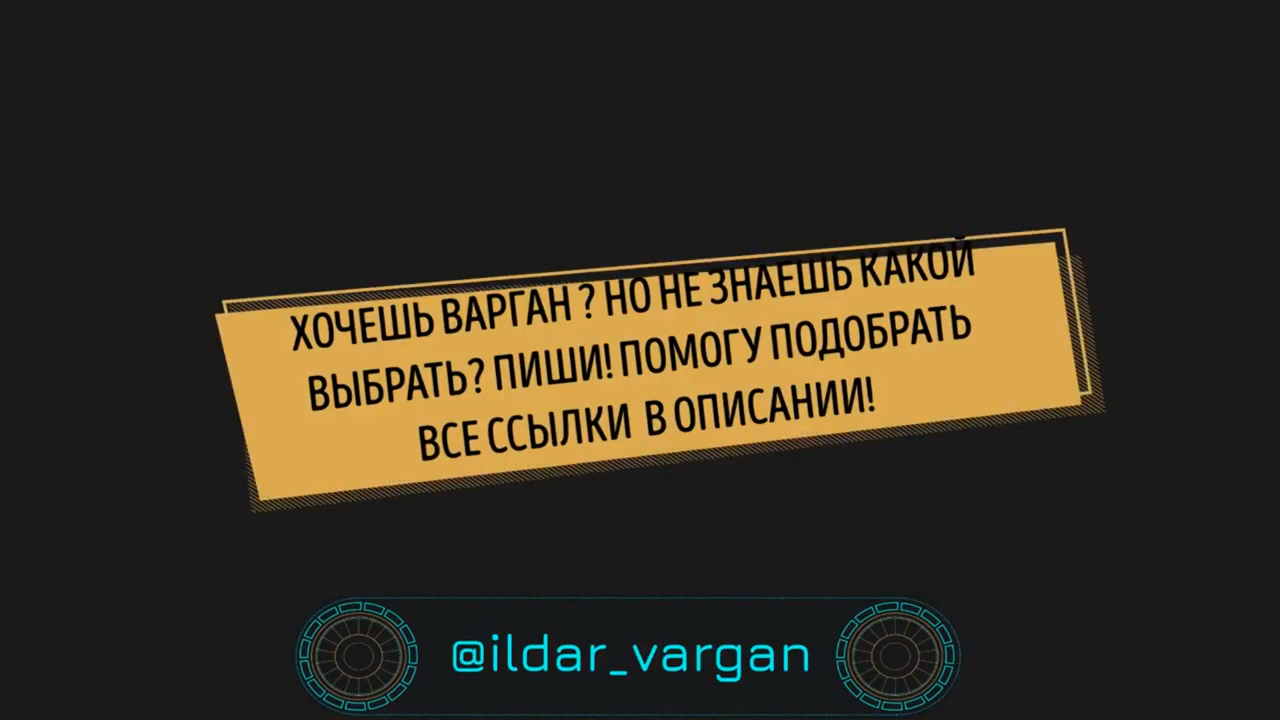 ХОЧЕШЬ ВАРГАН ? НО НЕ ЗНАЕШЬ КАКОЙ
ВЫБРАТЬ? ПИШИ! ПОМОГУ ПОДОБРАТЬ
ВСЕ ССЫЛКИ В ОПИСАНИИ!
@ildar_vargan